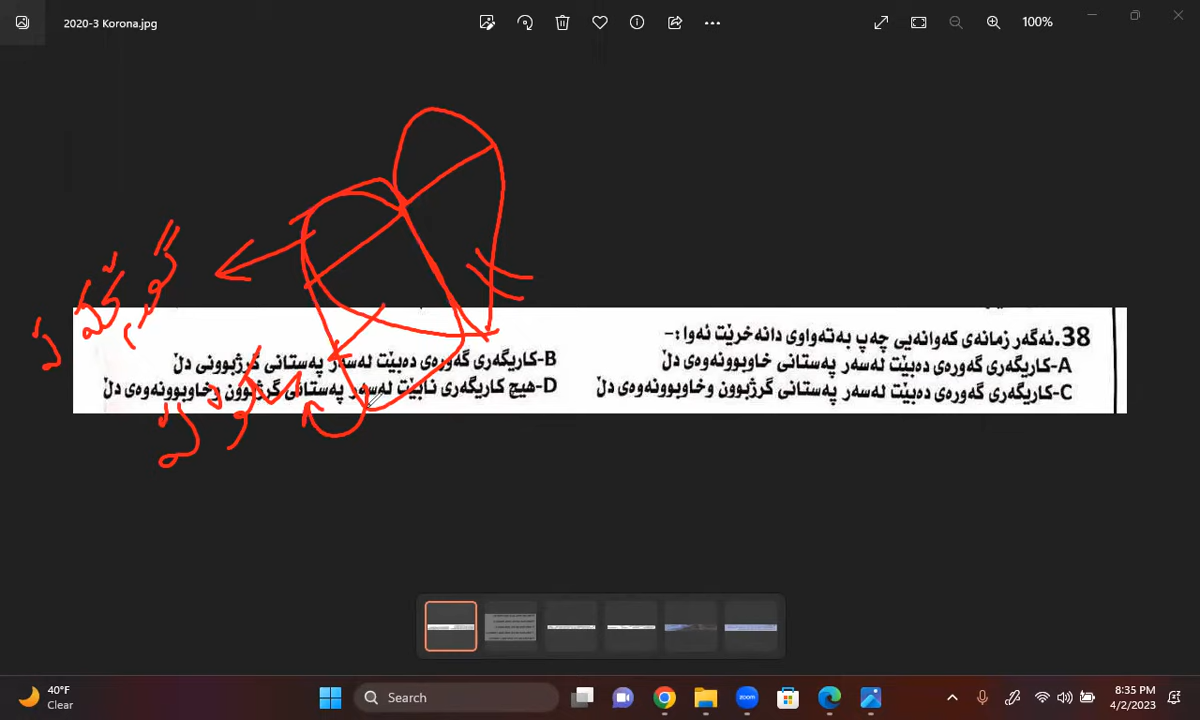 2020-3 Korona.jpg
100%
38.ئەگەر زمانەی کەوانەیی چەپ بەتەواوی دانەخرێت ئەوا :-
A-کاریگەری گەورەی دەبێت لەسەر پەستانی خاوبوونەوەی دڵ
B-کاریگەری گەورەی دەبێت لەسەر پەستانی گرژبوونی دڵ
C-کاریگەری گەورەی دەبێت لەسەر پەستانی گرژبوون وخاوبوونەوەی دڵ
D-هیچ کاریگەری نابێت لەسەر پەستانی گرژبوون وخاوبوونەوەی دڵ
40°F
Clear
Search
zoom
8:35 PM
4/2/2023